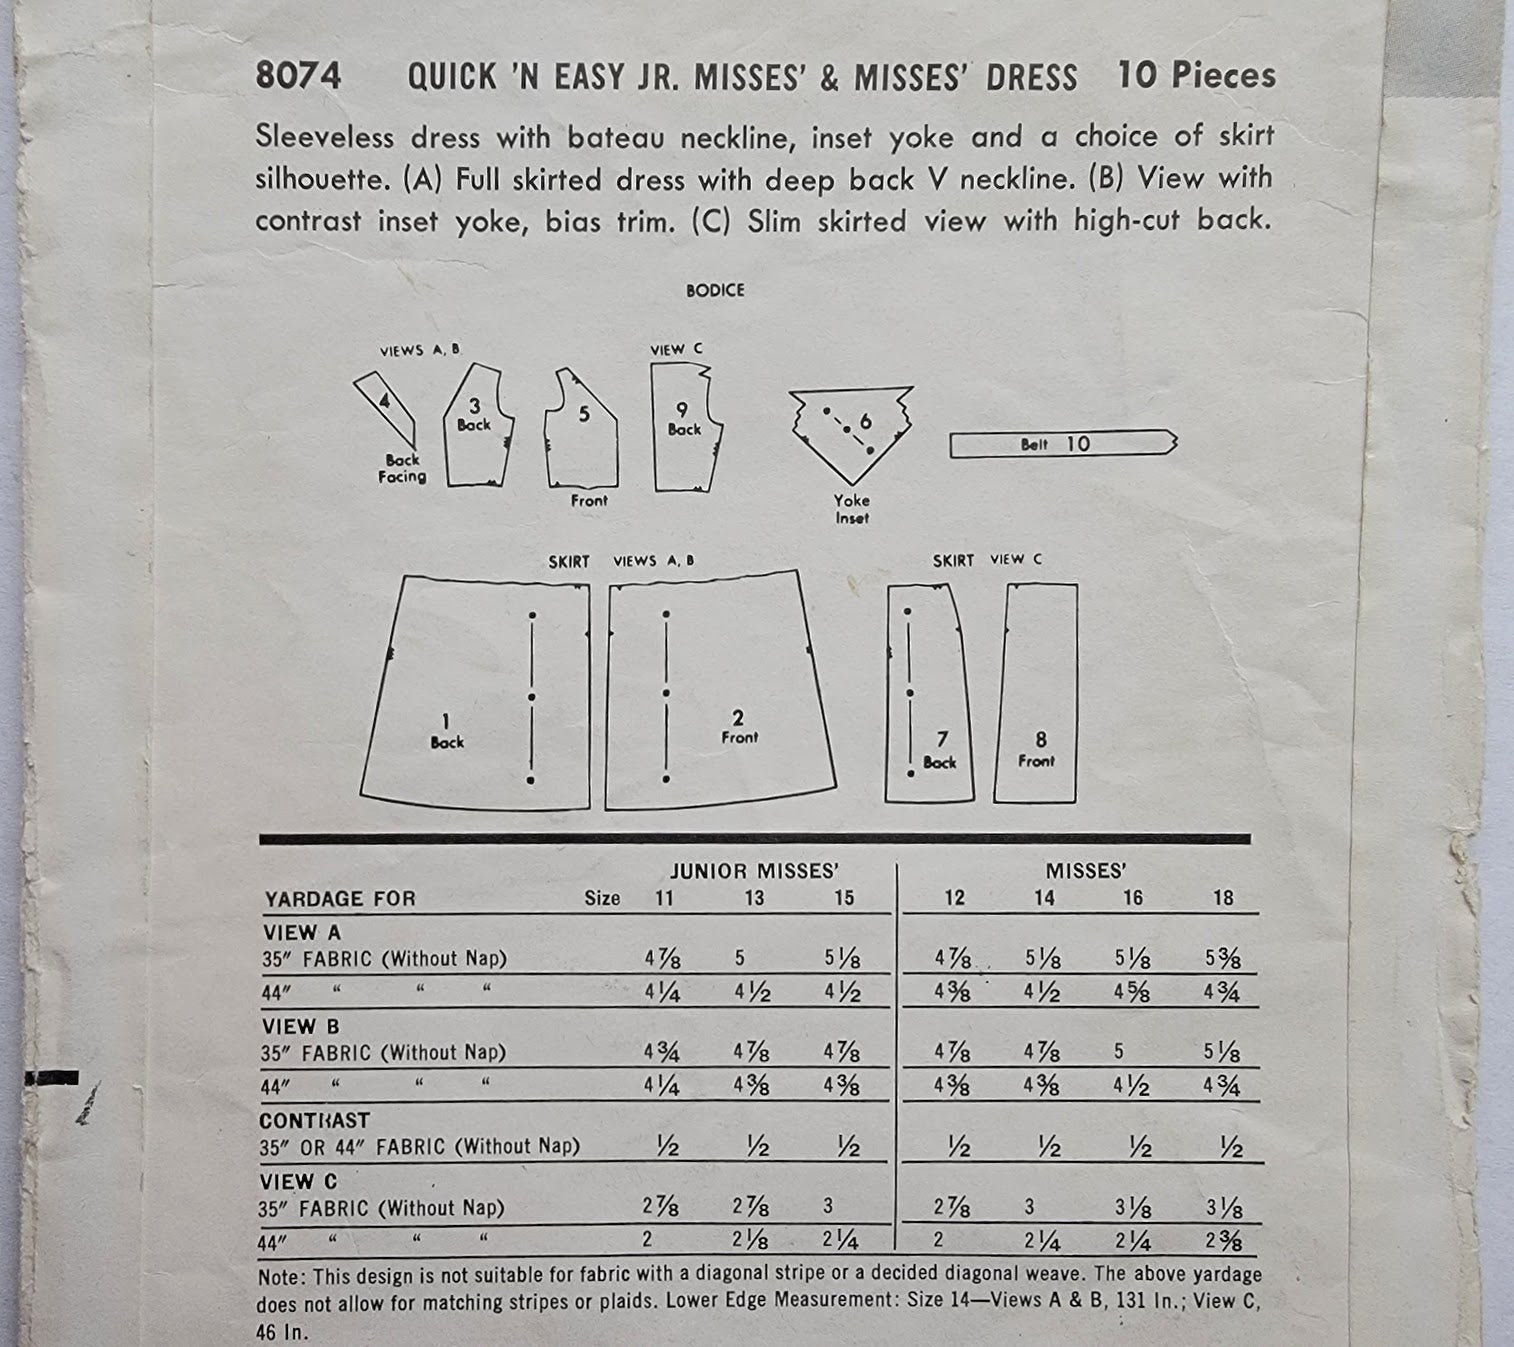 8074 QUICK 'N EASY JR. MISSES' & MISSES' DRESS 10 Pieces
Sleeveless dress with bateau neckline, inset yoke and a choice of skirt
silhouette. (A) Full skirted dress with deep back V neckline. (B) View with
contrast inset yoke, bias trim. (C) Slim skirted view with high-cut back.
BODICE
VIEWS A, B
VIEW C
4
Back
Facing
3
Back
5
Front
9
Back
6
Yoke
Inset
Belt 10
SKIRT VIEWS A, B
SKIRT VIEW C
1
Back
2
Front
7
Back
8
Front
JUNIOR MISSES' MISSES'
YARDAGE FOR Size 11 13 15 12 14 16 18
VIEW A
35" FABRIC (Without Nap) 4⅞ 5 5⅛ 4⅞ 5⅛ 5⅛ 5⅜
44" " " " 4¼ 4½ 4½ 4⅜ 4½ 4⅝ 4¾
VIEW B
35" FABRIC (Without Nap) 4¾ 4⅞ 4⅞ 4⅞ 4⅞ 5 5⅛
44" " " " 4¼ 4⅜ 4⅜ 4⅜ 4⅜ 4½ 4¾
CONTRAST
35" OR 44" FABRIC (Without Nap) ½ ½ ½ ½ ½ ½ ½
VIEW C
35" FABRIC (Without Nap) 2⅞ 2⅞ 3 2⅞ 3 3⅛ 3⅛
44" " " " 2 2⅛ 2¼ 2 2¼ 2¼ 2⅜
Note: This design is not suitable for fabric with a diagonal stripe or a decided diagonal weave. The above yardage
does not allow for matching stripes or plaids. Lower Edge Measurement: Size 14—Views A & B, 131 In.; View C,
46 In.